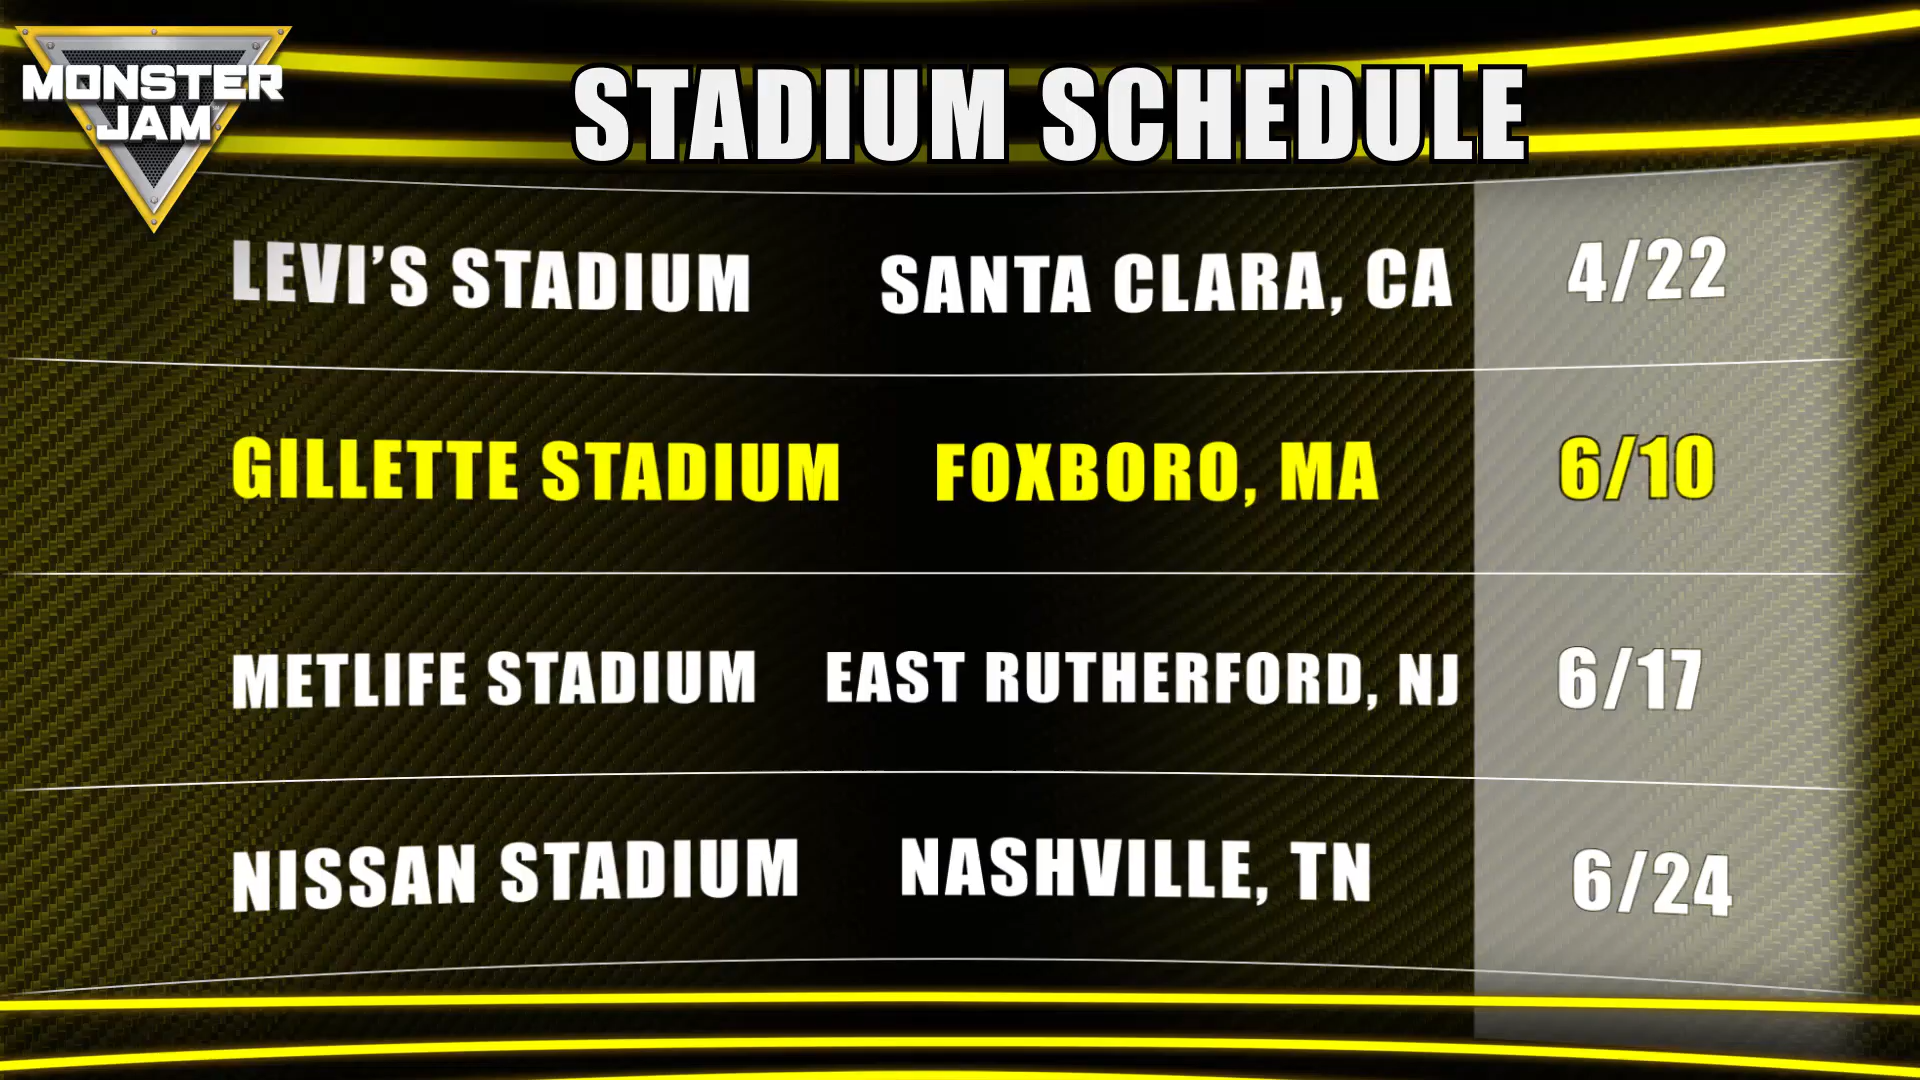 MONSTER
JAM
STADIUM SCHEDULE
LEVI'S STADIUM SANTA CLARA, CA 4/22
GILLETTE STADIUM FOXBORO, MA 6/10
METLIFE STADIUM EAST RUTHERFORD, NJ 6/17
NISSAN STADIUM NASHVILLE, TN 6/24